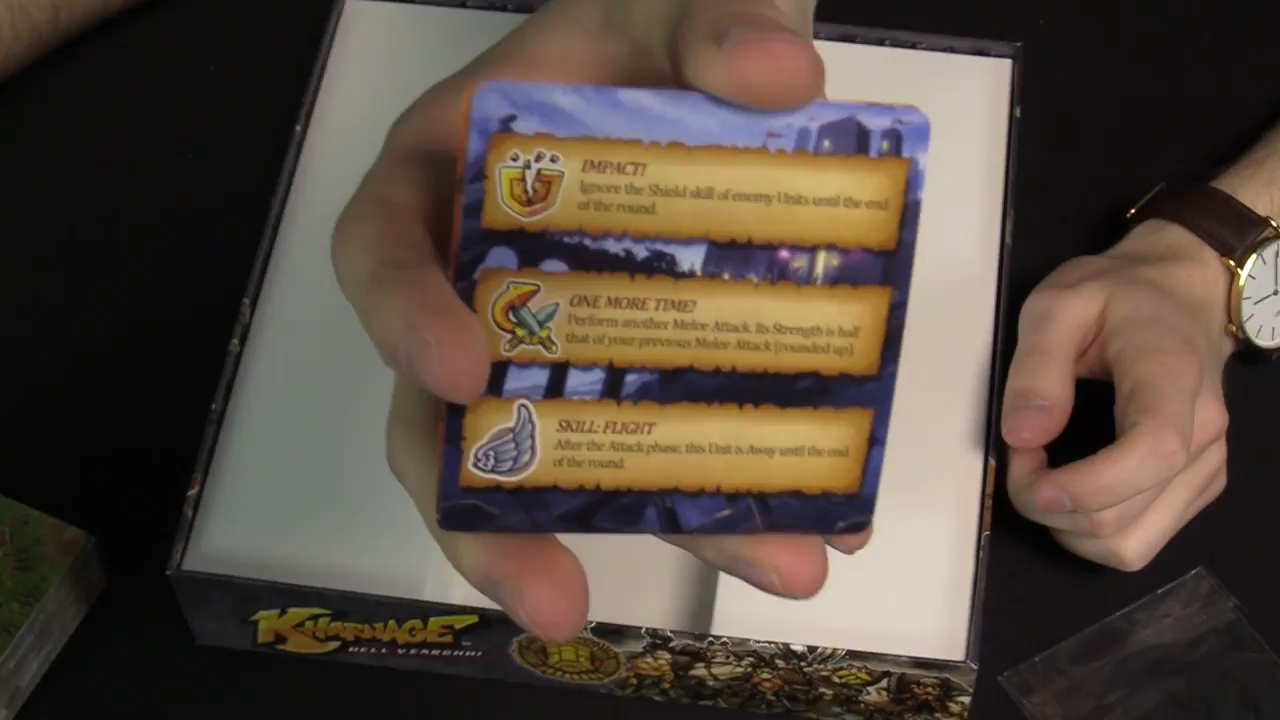 IMPACT!
Ignore the Shield skill of enemy Units until the end
of the round.
ONE MORE TIME!
Perform another Melee Attack. Its Strength is half
that of your previous Melee Attack (rounded up).
SKILL: FLIGHT
After the Attack phase, this Unit is Away until the end
of the round.
KHARNAGE
HELL YEARGHH!